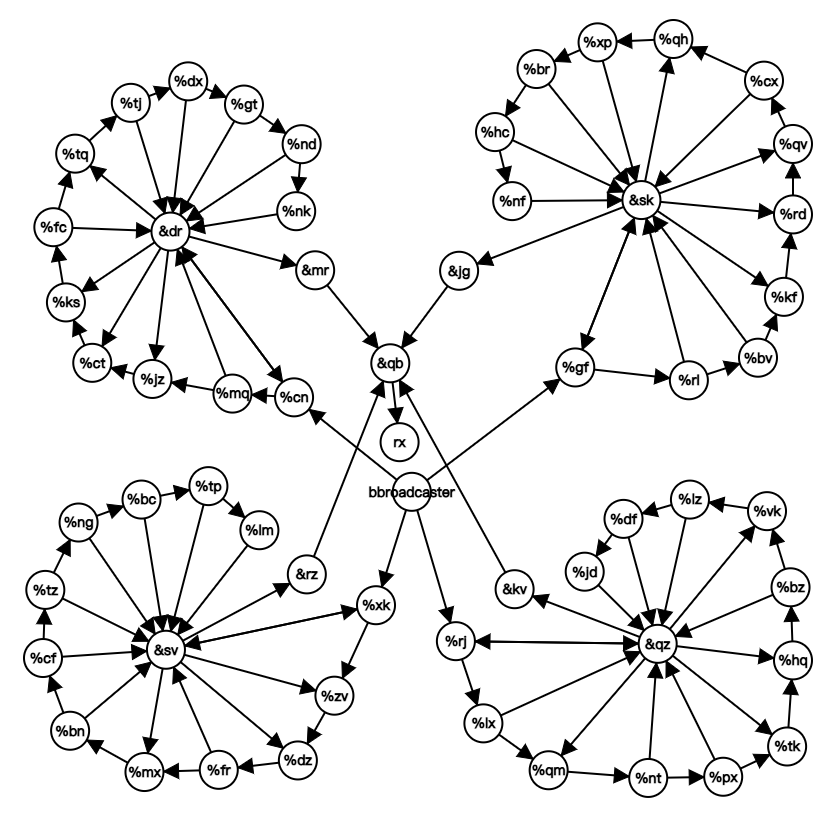 %qh
%xp
%br
%cx
%dx
%gt
%tj
%hc
%nd
%qv
%tq
%nf
&sk
%nk
%rd
%fc
&dr
&mr
&jg
%kf
%ks
&qb
%ct
%jz
%gf
%rl
%bv
%mq
%cn
rx
bbroadcaster
%tp
%bc
%lz
%vk
%ng
%df
%lm
&rz
%jd
%bz
%tz
&kv
%xk
%rj
&sv
&qz
%cf
%hq
%zv
%lx
%bn
%tk
%dz
%mx
%fr
%qm
%nt
%px